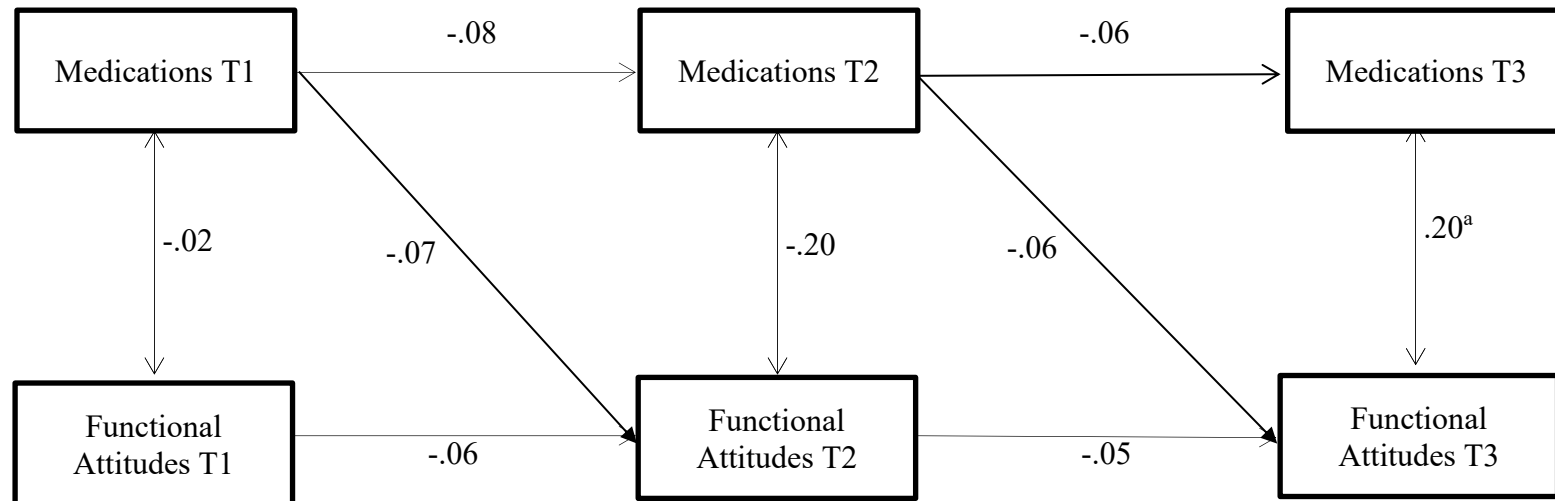 -.08
-.06
Medications T1
Medications T2
Medications T3
-.02
-.07
-.20
-.06
.20ª
Functional
Attitudes T1
-.06
Functional
Attitudes T2
-.05
Functional
Attitudes T3